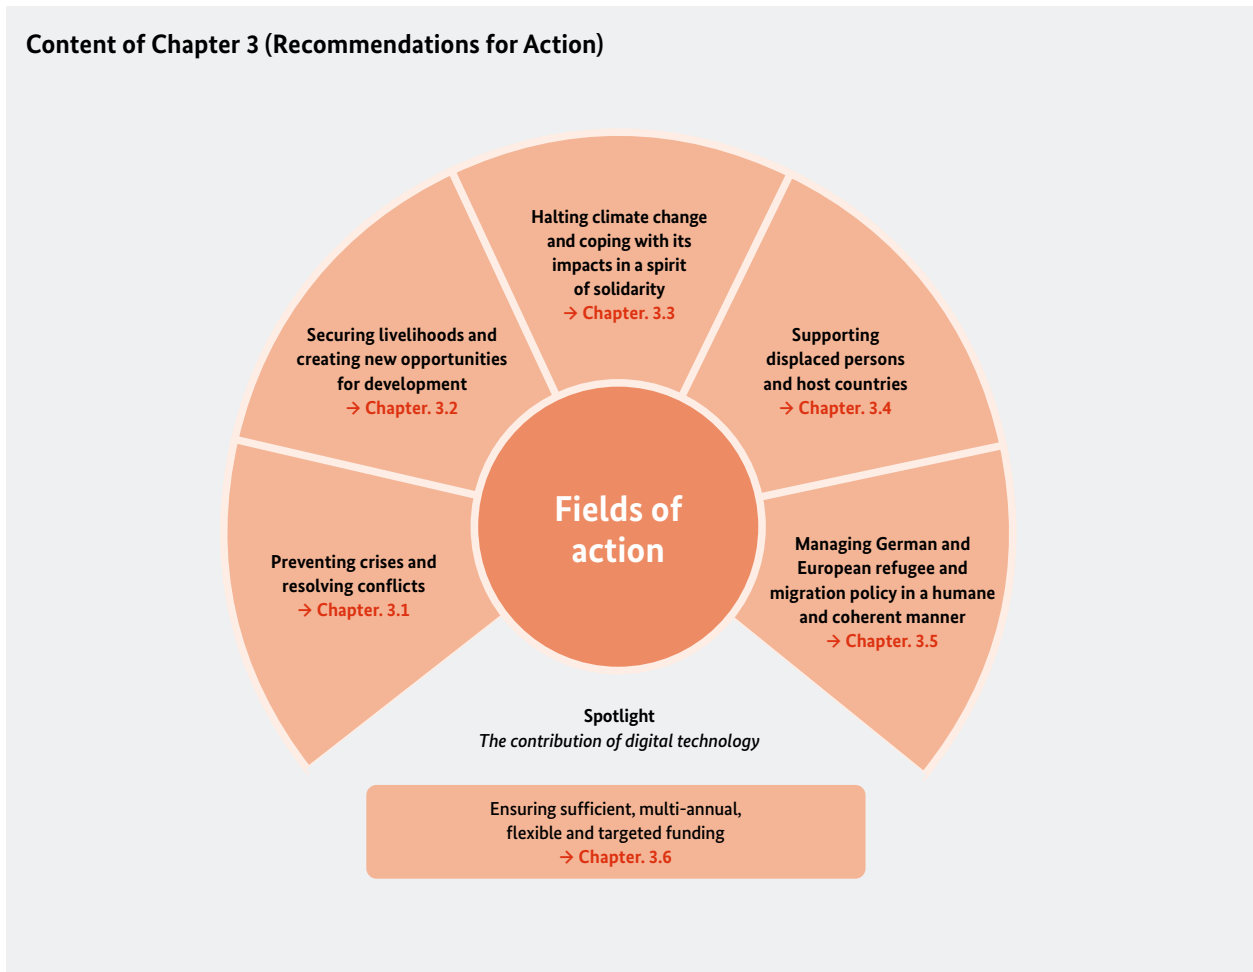 Content of Chapter 3 (Recommendations for Action)
Preventing crises and
resolving conflicts
→ Chapter. 3.1
Securing livelihoods and
creating new opportunities
for development
→ Chapter. 3.2
Halting climate change
and coping with its
impacts in a spirit
of solidarity
→ Chapter. 3.3
Supporting
displaced persons
and host countries
→ Chapter. 3.4
Managing German and
European refugee and
migration policy in a humane
and coherent manner
→ Chapter. 3.5
Fields of
action
Spotlight
The contribution of digital technology
Ensuring sufficient, multi-annual,
flexible and targeted funding
→ Chapter. 3.6